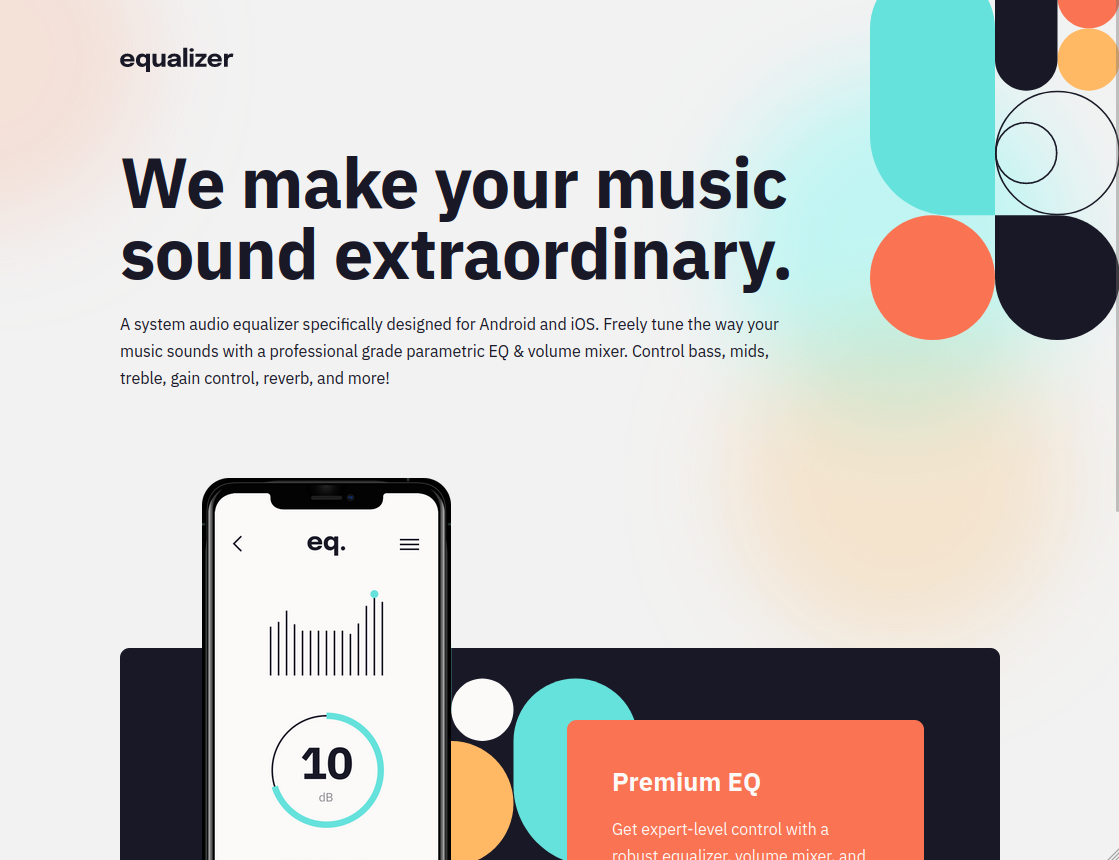 equalizer
We make your music
sound extraordinary.
A system audio equalizer specifically designed for Android and iOS. Freely tune the way your
music sounds with a professional grade parametric EQ & volume mixer. Control bass, mids,
treble, gain control, reverb, and more!
eq.
10
dB
Premium EQ
Get expert-level control with a
robust equalizer, volume mixer, and